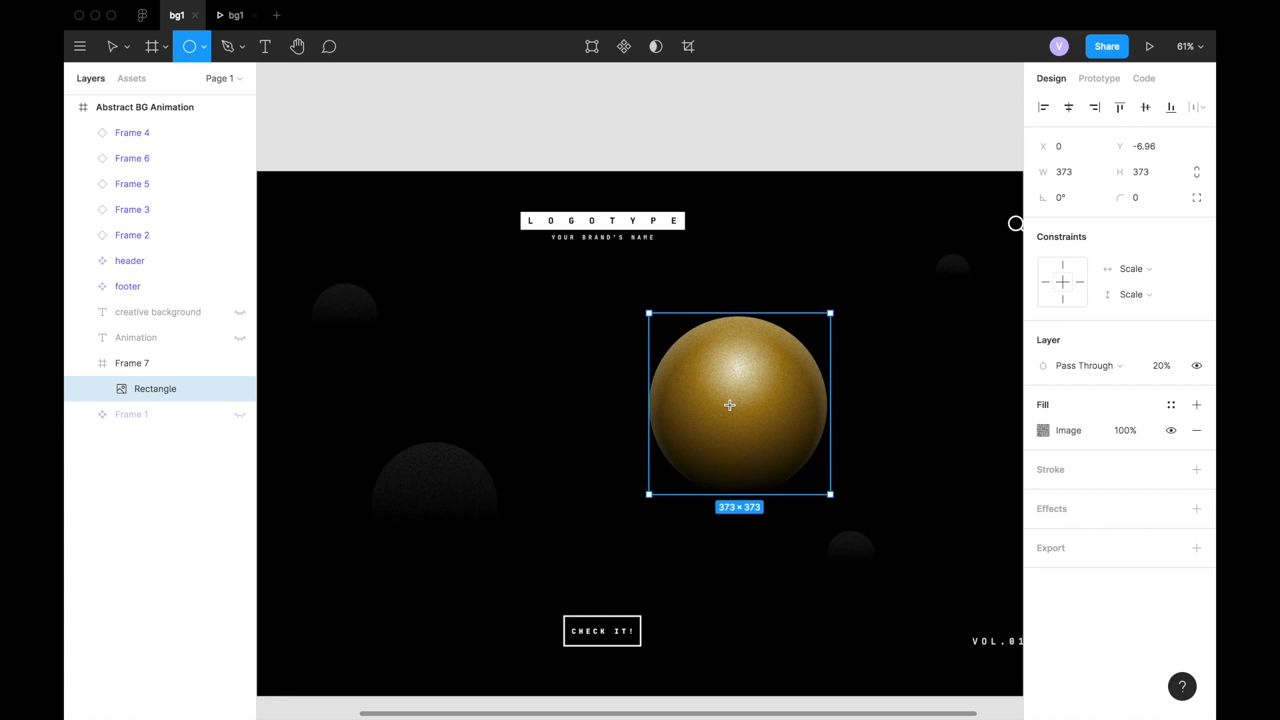 bg1
bg1
V
Share
61%
Layers
Assets
Page 1
Abstract BG Animation
Frame 4
Frame 6
Frame 5
Frame 3
Frame 2
header
footer
creative background
Animation
Frame 7
Rectangle
Frame 1
LOGOTYPE
YOUR BRAND'S NAME
373 × 373
CHECK IT!
VOL.01
Design
Prototype
Code
X 0
Y -6.96
W 373
H 373
0°
0
Constraints
Scale
Scale
Layer
Pass Through
20%
Fill
Image
100%
Stroke
Effects
Export
?